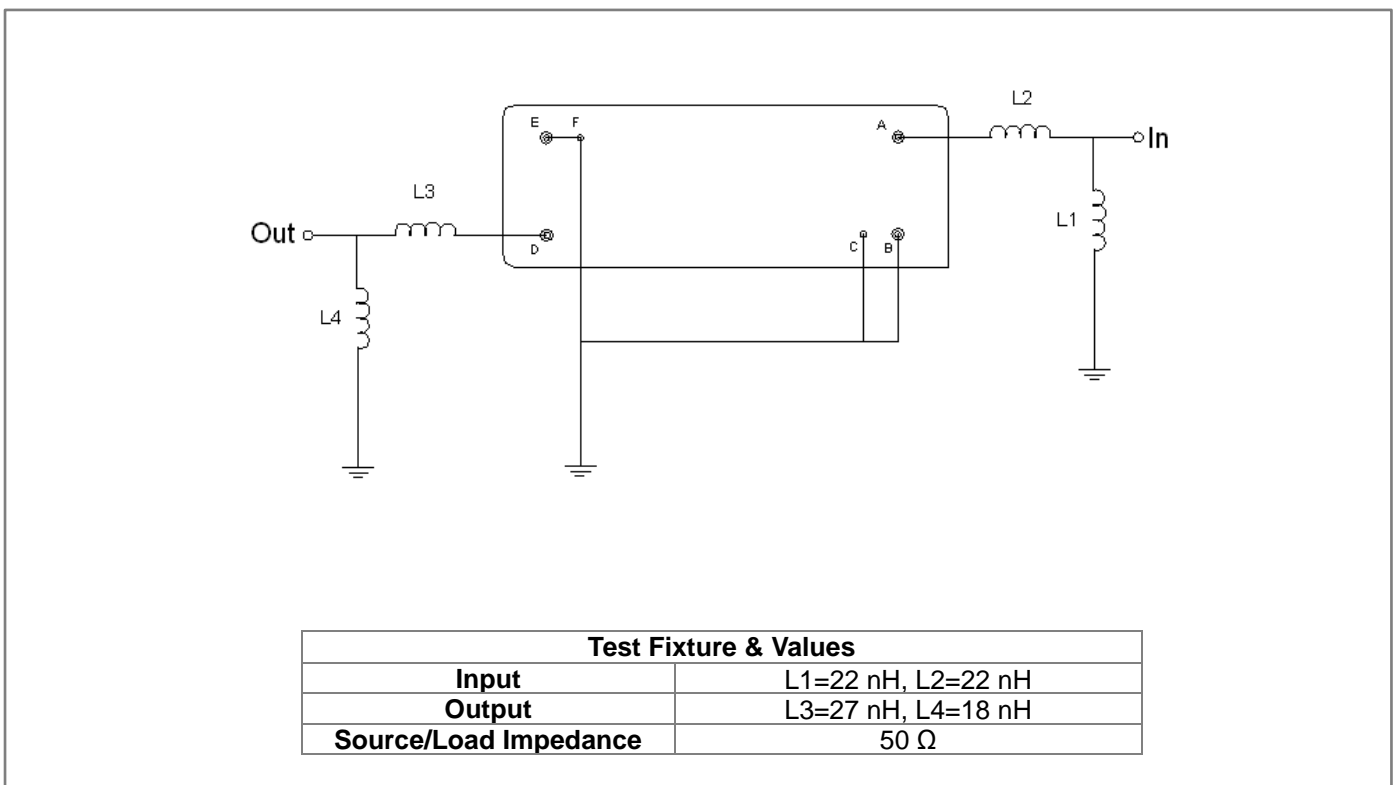 L2
E F A
In
L3
L1
Out
D C B
L4
Test Fixture & Values
Input L1=22 nH, L2=22 nH
Output L3=27 nH, L4=18 nH
Source/Load Impedance 50 Ω